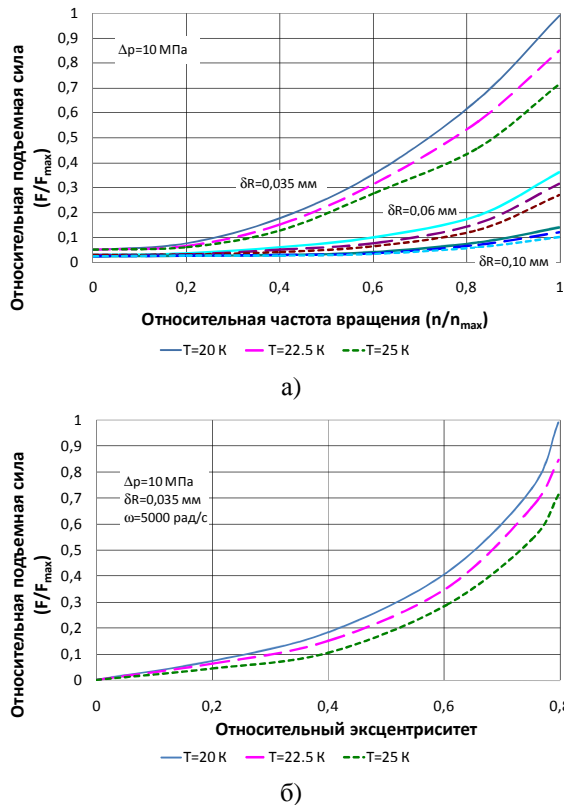 Относительная подъемная сила
(F/Fmax)
1
0,9
0,8
0,7
0,6
0,5
0,4
0,3
0,2
0,1
0
Δp=10 МПа
δR=0,035 мм
δR=0,06 мм
δR=0,10 мм
0
0,2
0,4
0,6
0,8
1
Относительная частота вращения (n/nmax)
T=20 K
T=22.5 K
T=25 K
а)
Относительная подъемная сила
(F/Fmax)
1
0,9
0,8
0,7
0,6
0,5
0,4
0,3
0,2
0,1
0
Δp=10 МПа
δR=0,035 мм
ω=5000 рад/с
0
0,2
0,4
0,6
0,8
Относительный эксцентриситет
T=20 K
T=22.5 K
T=25 K
б)